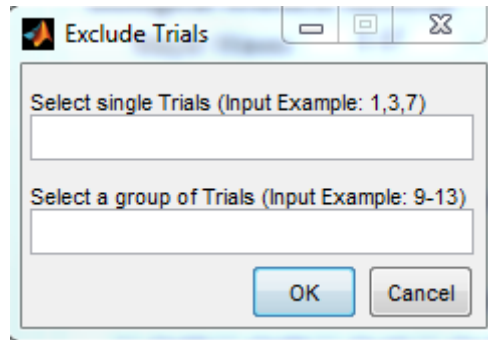 Exclude Trials
Select single Trials (Input Example: 1,3,7)
Select a group of Trials (Input Example: 9-13)
OK Cancel